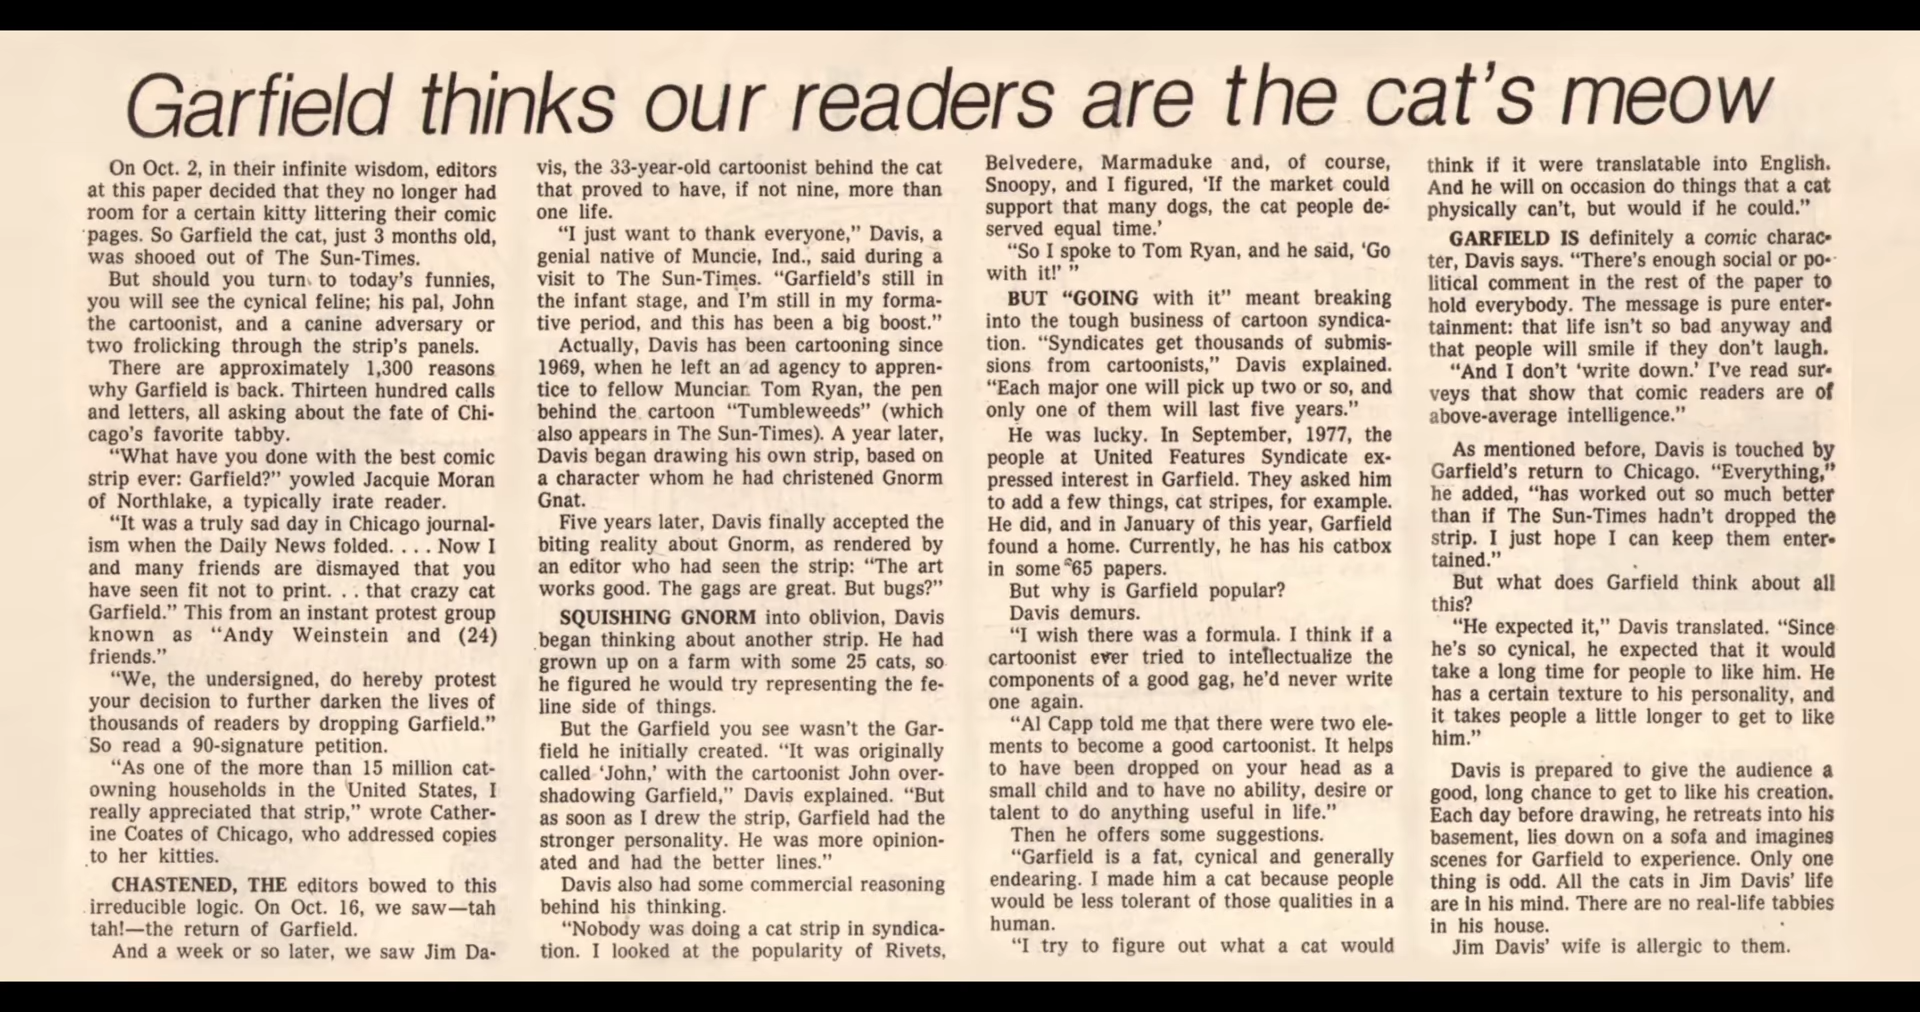 Garfield thinks our readers are the cat's meow
On Oct. 2, in their infinite wisdom, editors
at this paper decided that they no longer had
room for a certain kitty littering their comic
pages. So Garfield the cat, just 3 months old,
was shooed out of The Sun-Times.
But should you turn to today's funnies,
you will see the cynical feline; his pal, John
the cartoonist, and a canine adversary or
two frolicking through the strip's panels.
There are approximately 1,300 reasons
why Garfield is back. Thirteen hundred calls
and letters, all asking about the fate of Chi-
cago's favorite tabby.
“What have you done with the best comic
strip ever: Garfield?” yowled Jacquie Moran
of Northlake, a typically irate reader.
“It was a truly sad day in Chicago journal-
ism when the Daily News folded. . . . Now I
and many friends are dismayed that you
have seen fit not to print. . . that crazy cat
Garfield.” This from an instant protest group
known as “Andy Weinstein and (24)
friends.”
“We, the undersigned, do hereby protest
your decision to further darken the lives of
thousands of readers by dropping Garfield.”
So read a 90-signature petition.
“As one of the more than 15 million cat-
owning households in the United States, I
really appreciated that strip,” wrote Cather-
ine Coates of Chicago, who addressed copies
to her kitties.
CHASTENED, THE editors bowed to this
irreducible logic. On Oct. 16, we saw—tah
tah!—the return of Garfield.
And a week or so later, we saw Jim Da-
vis, the 33-year-old cartoonist behind the cat
that proved to have, if not nine, more than
one life.
“I just want to thank everyone,” Davis, a
genial native of Muncie, Ind., said during a
visit to The Sun-Times. “Garfield's still in
the infant stage, and I'm still in my forma-
tive period, and this has been a big boost.”
Actually, Davis has been cartooning since
1969, when he left an ad agency to appren-
tice to fellow Muncian Tom Ryan, the pen
behind the cartoon “Tumbleweeds” (which
also appears in The Sun-Times). A year later,
Davis began drawing his own strip, based on
a character whom he had christened Gnorm
Gnat.
Five years later, Davis finally accepted the
biting reality about Gnorm, as rendered by
an editor who had seen the strip: “The art
works good. The gags are great. But bugs?”
SQUISHING GNORM into oblivion, Davis
began thinking about another strip. He had
grown up on a farm with some 25 cats, so
he figured he would try representing the fe-
line side of things.
But the Garfield you see wasn't the Gar-
field he initially created. “It was originally
called ‘John,’ with the cartoonist John over-
shadowing Garfield,” Davis explained. “But
as soon as I drew the strip, Garfield had the
stronger personality. He was more opinion-
ated and had the better lines.”
Davis also had some commercial reasoning
behind his thinking.
“Nobody was doing a cat strip in syndica-
tion. I looked at the popularity of Rivets,
Belvedere, Marmaduke and, of course,
Snoopy, and I figured, ‘If the market could
support that many dogs, the cat people de-
served equal time.’
“So I spoke to Tom Ryan, and he said, ‘Go
with it!’ ”
BUT “GOING with it” meant breaking
into the tough business of cartoon syndica-
tion. “Syndicates get thousands of submis-
sions from cartoonists,” Davis explained.
“Each major one will pick up two or so, and
only one of them will last five years.”
He was lucky. In September, 1977, the
people at United Features Syndicate ex-
pressed interest in Garfield. They asked him
to add a few things, cat stripes, for example.
He did, and in January of this year, Garfield
found a home. Currently, he has his catbox
in some 65 papers.
But why is Garfield popular?
Davis demurs.
“I wish there was a formula. I think if a
cartoonist ever tried to intellectualize the
components of a good gag, he'd never write
one again.
“Al Capp told me that there were two ele-
ments to become a good cartoonist. It helps
to have been dropped on your head as a
small child and to have no ability, desire or
talent to do anything useful in life.”
Then he offers some suggestions.
“Garfield is a fat, cynical and generally
endearing. I made him a cat because people
would be less tolerant of those qualities in a
human.
“I try to figure out what a cat would
think if it were translatable into English.
And he will on occasion do things that a cat
physically can't, but would if he could.”
GARFIELD IS definitely a comic charac-
ter, Davis says. “There's enough social or po-
litical comment in the rest of the paper to
hold everybody. The message is pure enter-
tainment: that life isn't so bad anyway and
that people will smile if they don't laugh.
“And I don't ‘write down.’ I've read sur-
veys that show that comic readers are of
above-average intelligence.”
As mentioned before, Davis is touched by
Garfield's return to Chicago. “Everything,”
he added, “has worked out so much better
than if The Sun-Times hadn't dropped the
strip. I just hope I can keep them enter-
tained.”
But what does Garfield think about all
this?
“He expected it,” Davis translated. “Since
he's so cynical, he expected that it would
take a long time for people to like him. He
has a certain texture to his personality, and
it takes people a little longer to get to like
him.”
Davis is prepared to give the audience a
good, long chance to get to like his creation.
Each day before drawing, he retreats into his
basement, lies down on a sofa and imagines
scenes for Garfield to experience. Only one
thing is odd. All the cats in Jim Davis' life
are in his mind. There are no real-life tabbies
in his house.
Jim Davis' wife is allergic to them.